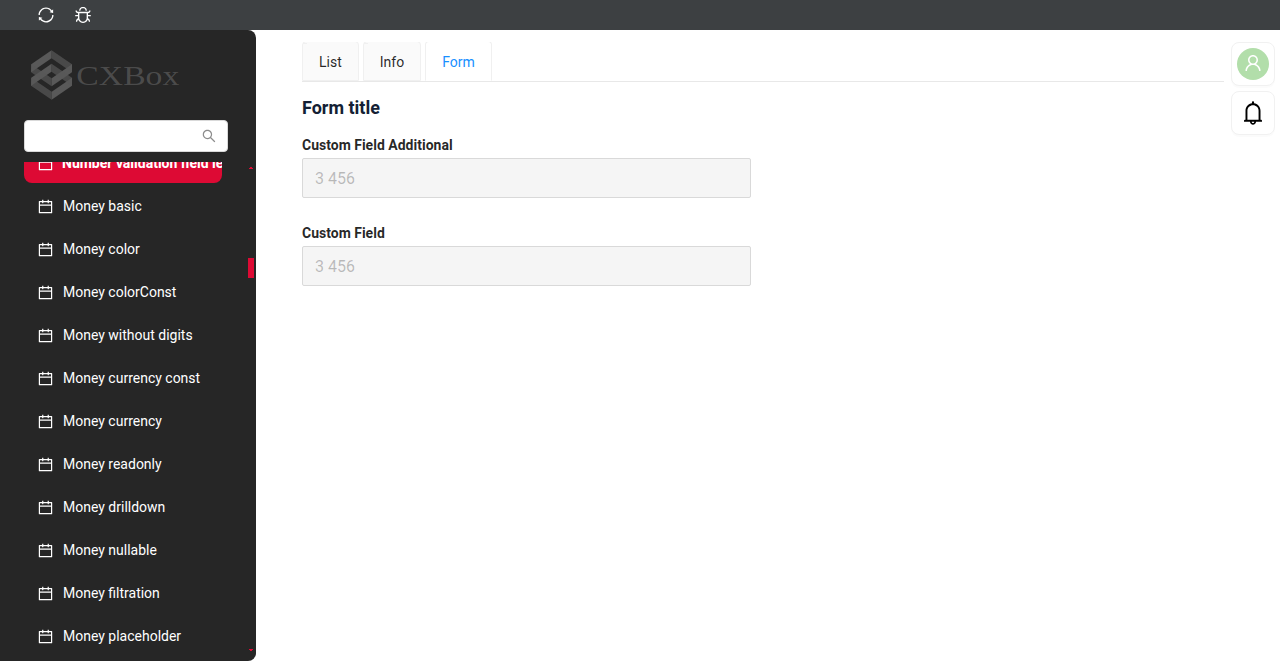 CXBox
Number validation field le
Money basic
Money color
Money colorConst
Money without digits
Money currency const
Money currency
Money readonly
Money drilldown
Money nullable
Money filtration
Money placeholder
List
Info
Form
Form title
Custom Field Additional
3 456
Custom Field
3 456